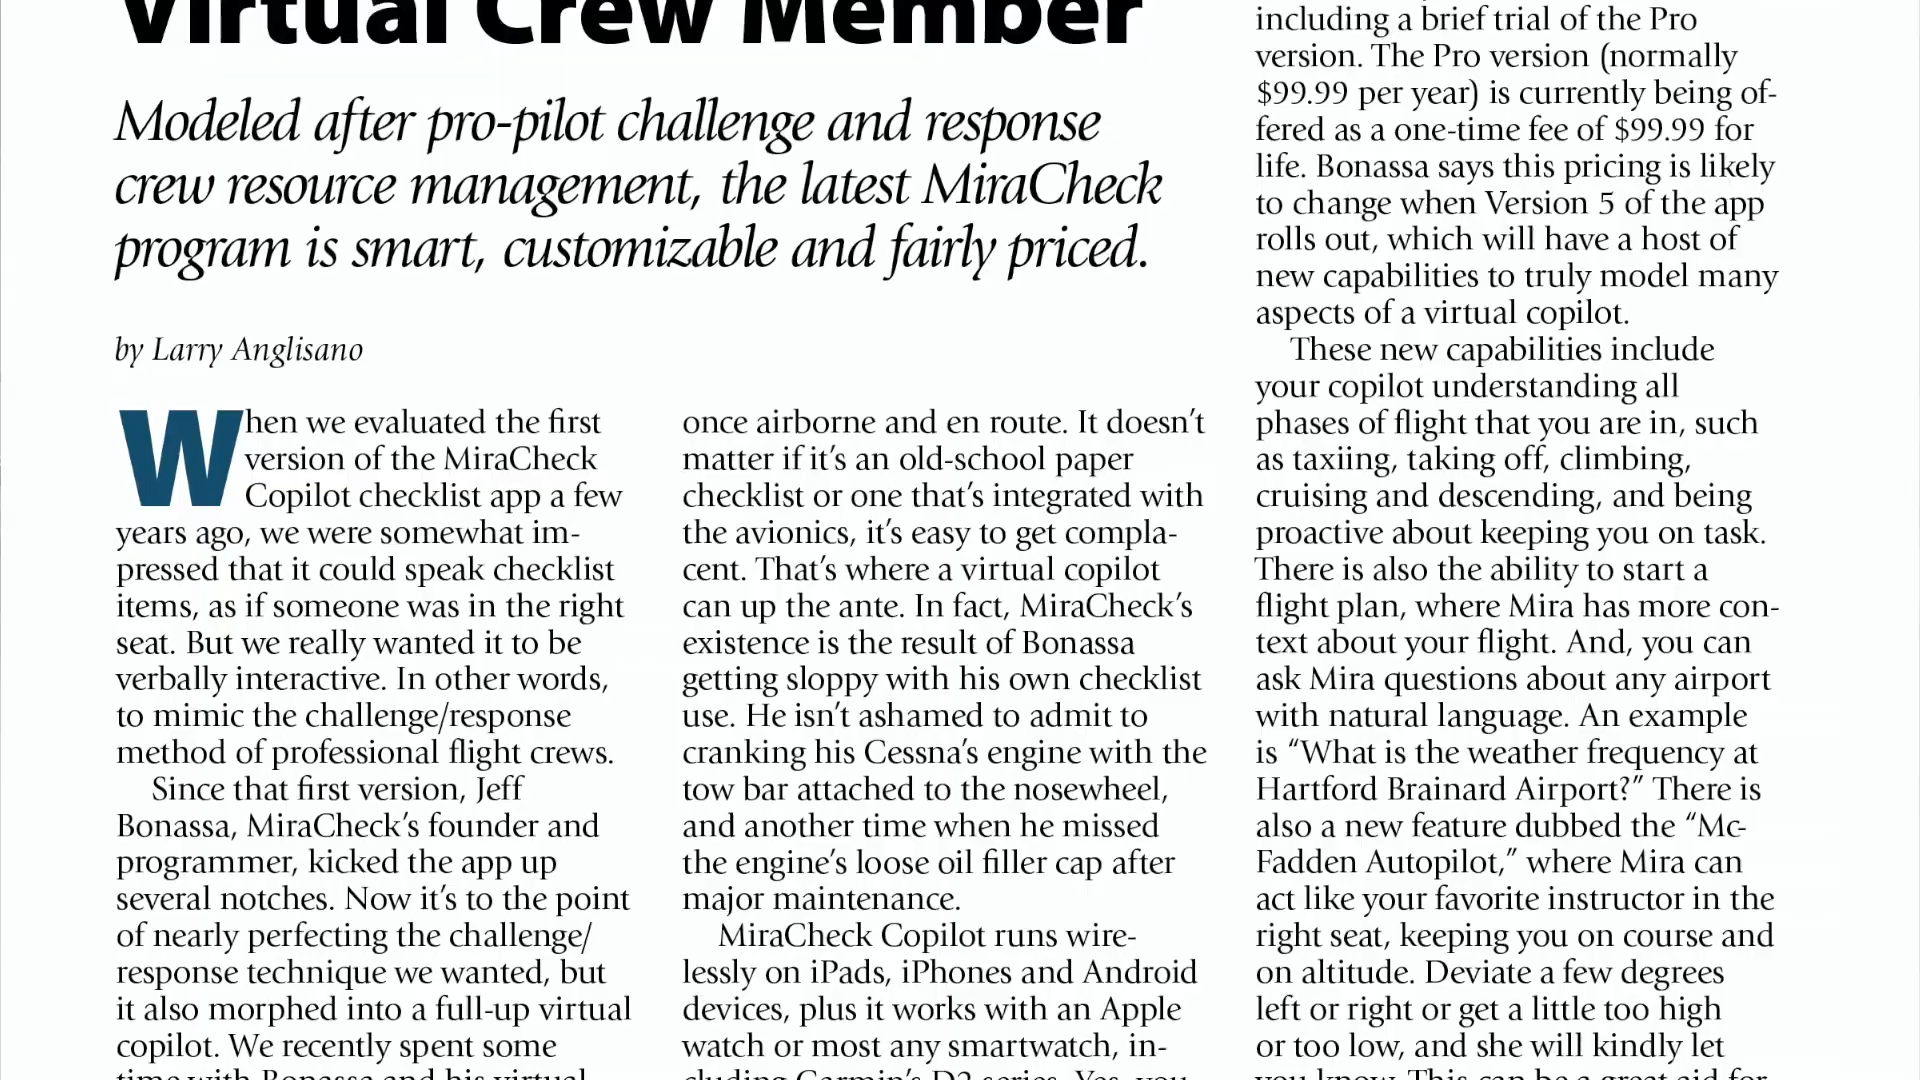 Virtual Crew Member
Modeled after pro-pilot challenge and response
crew resource management, the latest MiraCheck
program is smart, customizable and fairly priced.
by Larry Anglisano
When we evaluated the first
version of the MiraCheck
Copilot checklist app a few
years ago, we were somewhat im-
pressed that it could speak checklist
items, as if someone was in the right
seat. But we really wanted it to be
verbally interactive. In other words,
to mimic the challenge/response
method of professional flight crews.
Since that first version, Jeff
Bonassa, MiraCheck’s founder and
programmer, kicked the app up
several notches. Now it’s to the point
of nearly perfecting the challenge/
response technique we wanted, but
it also morphed into a full-up virtual
copilot. We recently spent some
time with Bonassa and his virtual
once airborne and en route. It doesn’t
matter if it’s an old-school paper
checklist or one that’s integrated with
the avionics, it’s easy to get compla-
cent. That’s where a virtual copilot
can up the ante. In fact, MiraCheck’s
existence is the result of Bonassa
getting sloppy with his own checklist
use. He isn’t ashamed to admit to
cranking his Cessna’s engine with the
tow bar attached to the nosewheel,
and another time when he missed
the engine’s loose oil filler cap after
major maintenance.
MiraCheck Copilot runs wire-
lessly on iPads, iPhones and Android
devices, plus it works with an Apple
watch or most any smartwatch, in-
cluding Garmin’s D2 series. Yes, you
including a brief trial of the Pro
version. The Pro version (normally
$99.99 per year) is currently being of-
fered as a one-time fee of $99.99 for
life. Bonassa says this pricing is likely
to change when Version 5 of the app
rolls out, which will have a host of
new capabilities to truly model many
aspects of a virtual copilot.
These new capabilities include
your copilot understanding all
phases of flight that you are in, such
as taxiing, taking off, climbing,
cruising and descending, and being
proactive about keeping you on task.
There is also the ability to start a
flight plan, where Mira has more con-
text about your flight. And, you can
ask Mira questions about any airport
with natural language. An example
is “What is the weather frequency at
Hartford Brainard Airport?” There is
also a new feature dubbed the “Mc-
Fadden Autopilot,” where Mira can
act like your favorite instructor in the
right seat, keeping you on course and
on altitude. Deviate a few degrees
left or right or get a little too high
or too low, and she will kindly let
you know. This can be a great aid for